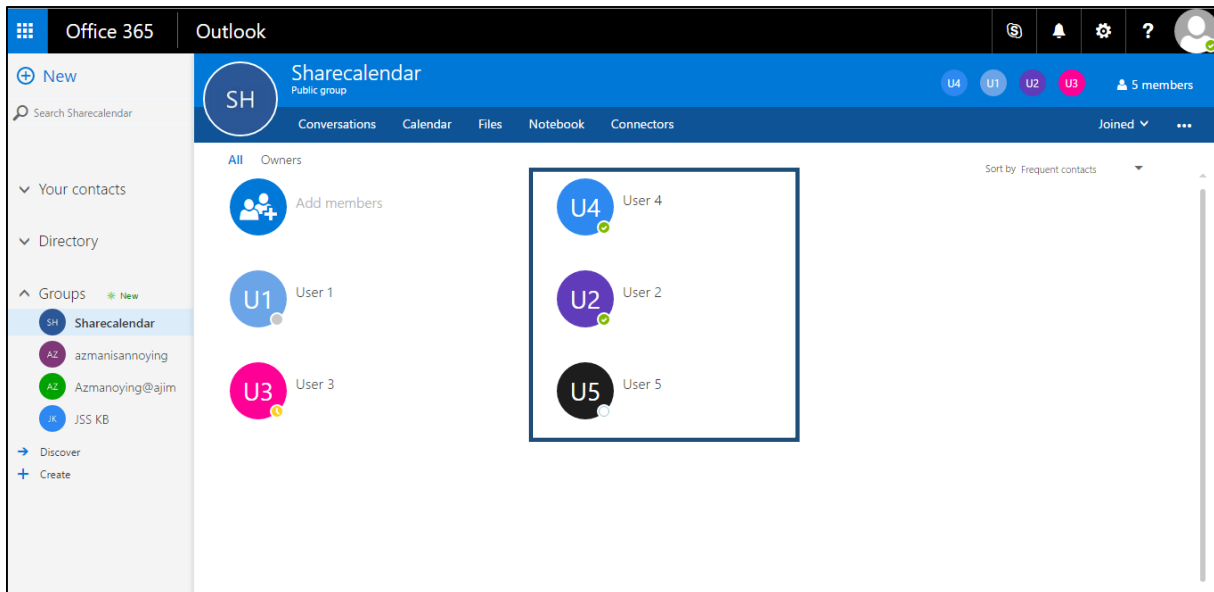 Office 365
Outlook
?
New
Search Sharecalendar
Your contacts
Directory
Groups
New
SH Sharecalendar
AZ azmanisannoying
AZ Azmanoying@ajim
JK JSS KB
Discover
Create
SH
Sharecalendar
Public group
U4 U1 U2 U3
5 members
Conversations Calendar Files Notebook Connectors
Joined
All Owners
Sort by Frequent contacts
Add members
U4 User 4
U1 User 1
U2 User 2
U3 User 3
U5 User 5